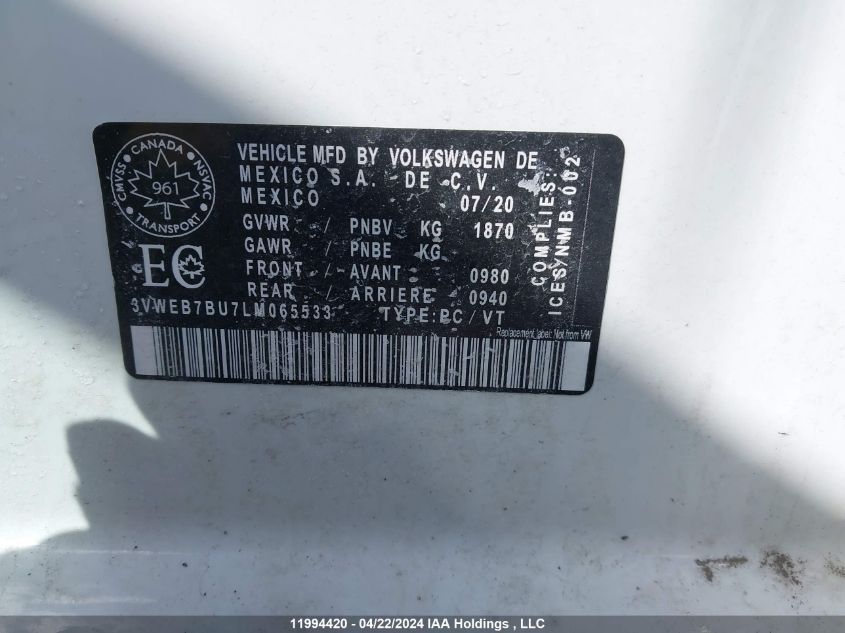 CMVSS • CANADA • NSVAC
961
TRANSPORT
EC
VEHICLE MFD BY VOLKSWAGEN DE
MEXICO S.A. DE C.V.
MEXICO 07/20
GVWR / PNBV KG 1870
GAWR / PNBE KG
FRONT / AVANT 0980
REAR / ARRIERE 0940
3VWEB7BU7LM065533 TYPE:PC/VT
COMPLIES:
ICES/NMB-002
Replacement label: Not from VW
11994420 - 04/22/2024 IAA Holdings , LLC